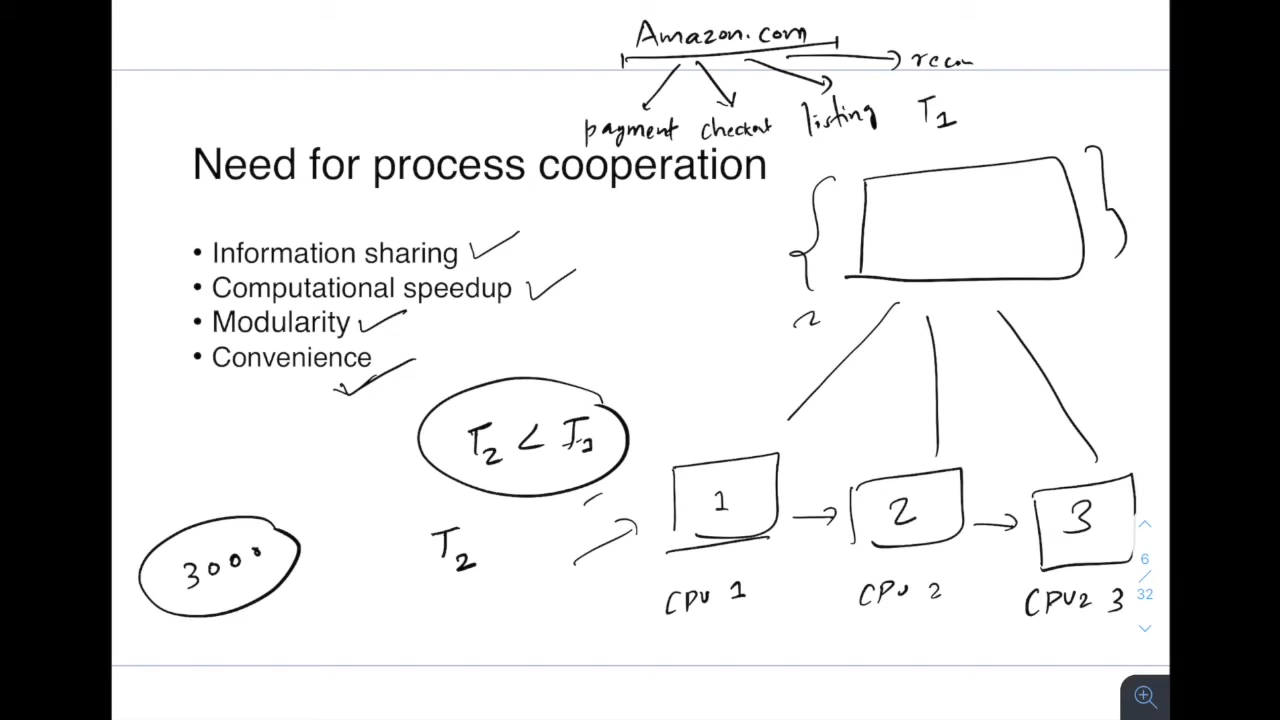 Amazon.com
recom
payment checkout listing T1
Need for process cooperation
• Information sharing
• Computational speedup
• Modularity
• Convenience
T2 < T1
T2
1 2 3
3000
CPU 1 CPU 2 CPU2 3
6
/
32